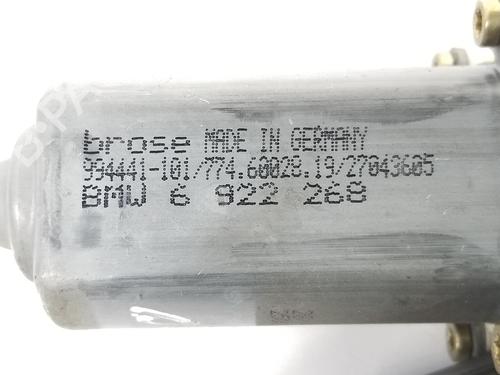 brose MADE IN GERMANY
994441-101/774.60028.19/27043605
BMW 6 922 268